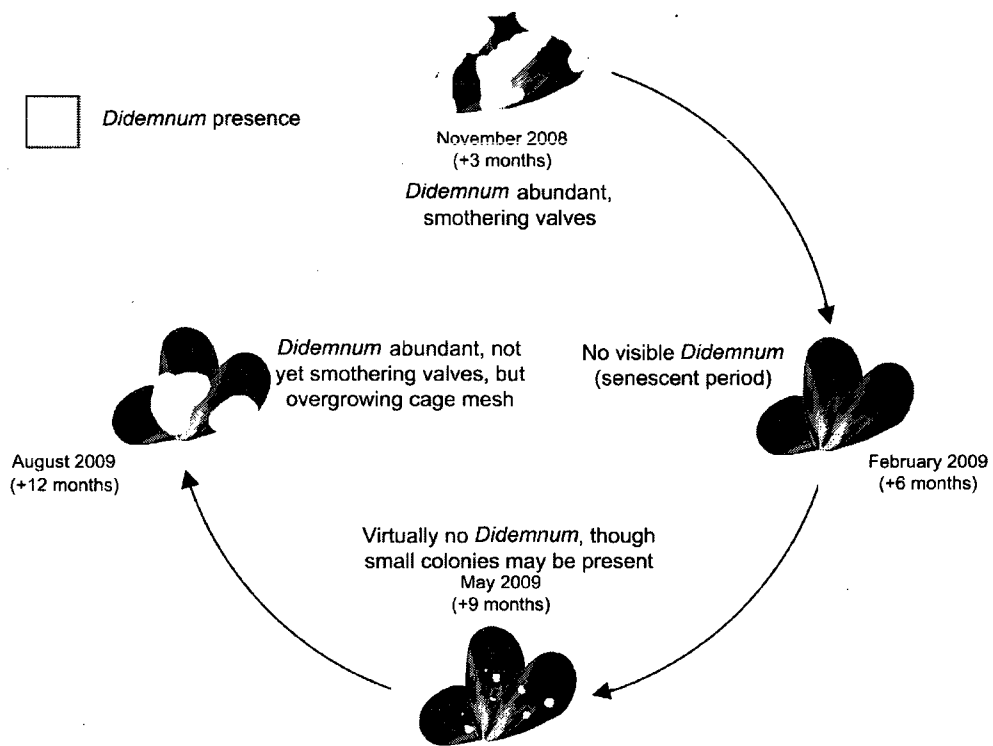 Didemnum presence
November 2008
(+3 months)
Didemnum abundant,
smothering valves
No visible Didemnum
(senescent period)
February 2009
(+6 months)
Virtually no Didemnum, though
small colonies may be present
May 2009
(+9 months)
Didemnum abundant, not
yet smothering valves, but
overgrowing cage mesh
August 2009
(+12 months)